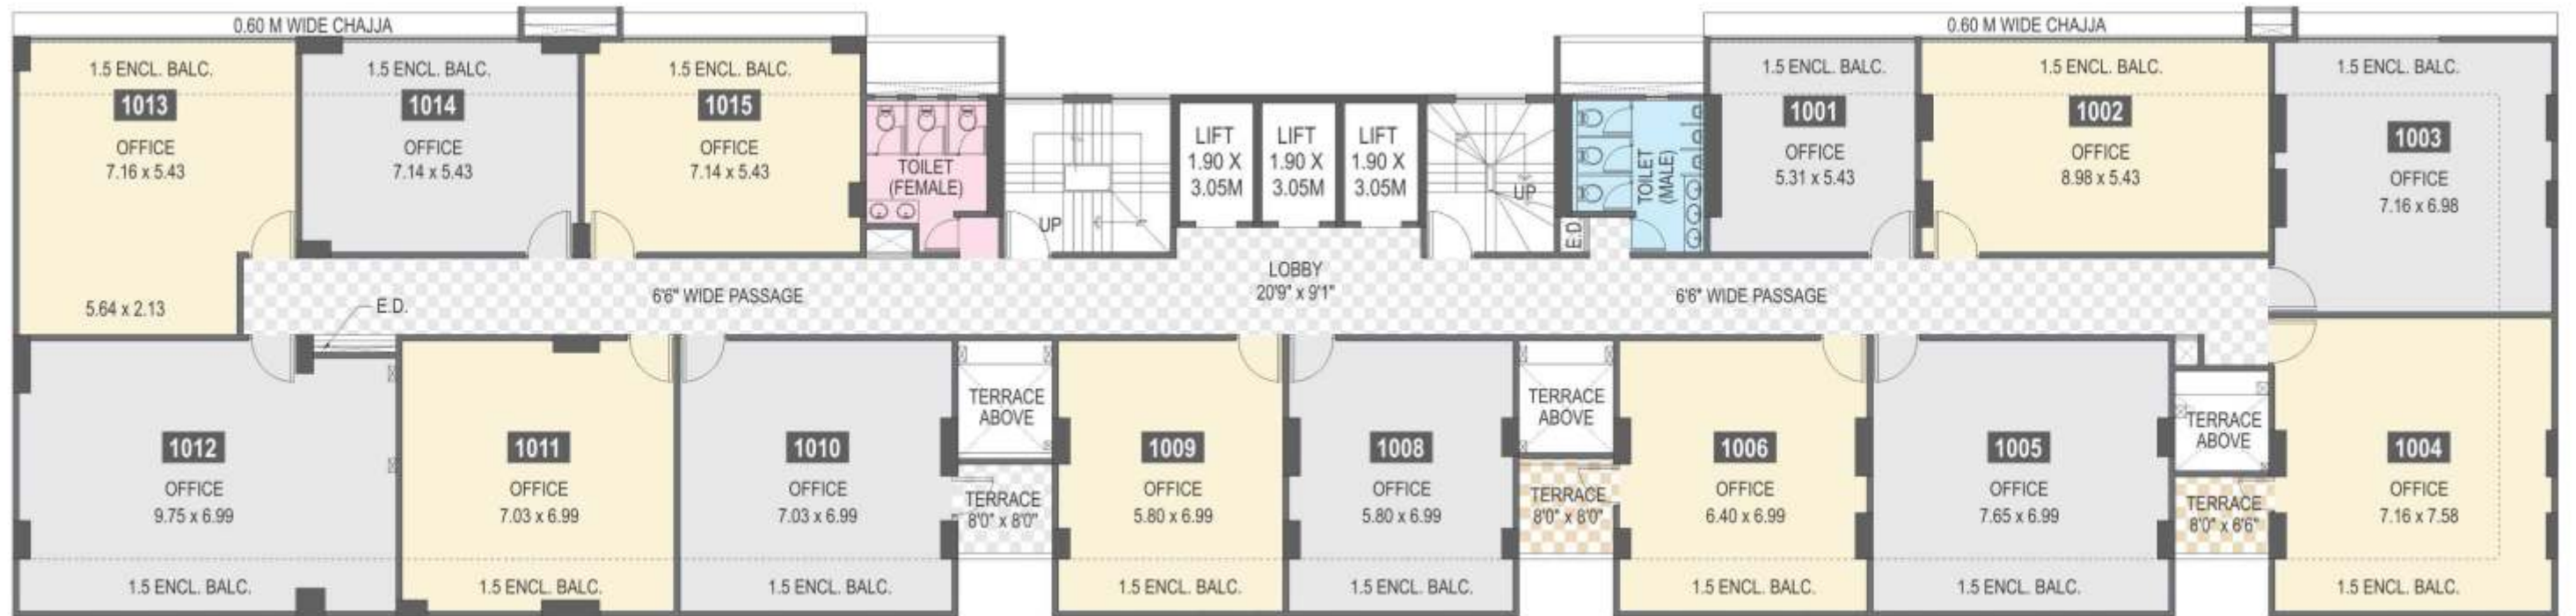 0.60 M WIDE CHAJJA
0.60 M WIDE CHAJJA
1.5 ENCL. BALC.
1013
OFFICE
7.16 x 5.43
5.64 x 2.13
1.5 ENCL. BALC.
1014
OFFICE
7.14 x 5.43
1.5 ENCL. BALC.
1015
OFFICE
7.14 x 5.43
TOILET
(FEMALE)
UP
LIFT
1.90 X
3.05M
LIFT
1.90 X
3.05M
LIFT
1.90 X
3.05M
UP
E.D.
TOILET
(MALE)
1.5 ENCL. BALC.
1001
OFFICE
5.31 x 5.43
1.5 ENCL. BALC.
1002
OFFICE
8.98 x 5.43
1.5 ENCL. BALC.
1003
OFFICE
7.16 x 6.98
E.D.
6'6" WIDE PASSAGE
LOBBY
20'9" x 9'1"
6'6" WIDE PASSAGE
1012
OFFICE
9.75 x 6.99
1.5 ENCL. BALC.
1011
OFFICE
7.03 x 6.99
1.5 ENCL. BALC.
1010
OFFICE
7.03 x 6.99
1.5 ENCL. BALC.
TERRACE
ABOVE
TERRACE
8'0" x 8'0"
1009
OFFICE
5.80 x 6.99
1.5 ENCL. BALC.
1008
OFFICE
5.80 x 6.99
1.5 ENCL. BALC.
TERRACE
ABOVE
TERRACE
8'0" x 8'0"
1006
OFFICE
6.40 x 6.99
1.5 ENCL. BALC.
1005
OFFICE
7.65 x 6.99
1.5 ENCL. BALC.
TERRACE
ABOVE
TERRACE
8'0" x 6'6"
1004
OFFICE
7.16 x 7.58
1.5 ENCL. BALC.